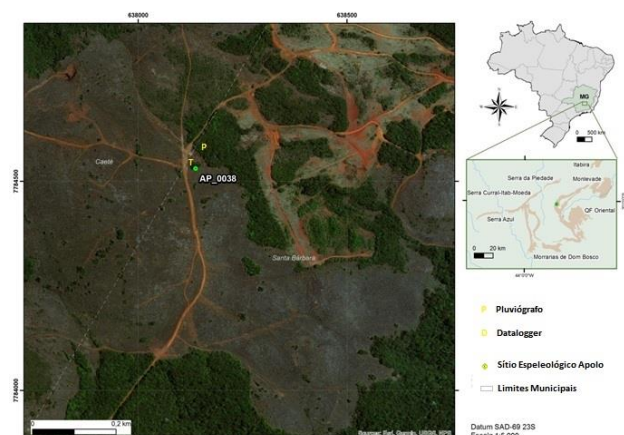 638000
638500
7784500
7784000
Caeté
P
T
AP_0038
Santa Bárbara
0
0,2 km
MG
0
500 km
Itabira
Serra da Piedade
Monlevade
Serra Curral-Itab-Moeda
QF Oriental
Serra Azul
0
20 km
Morrarias de Dom Bosco
P Pluviógrafo
D Datalogger
Sítio Espeleológico Apolo
Limites Municipais
Datum SAD-69 23S